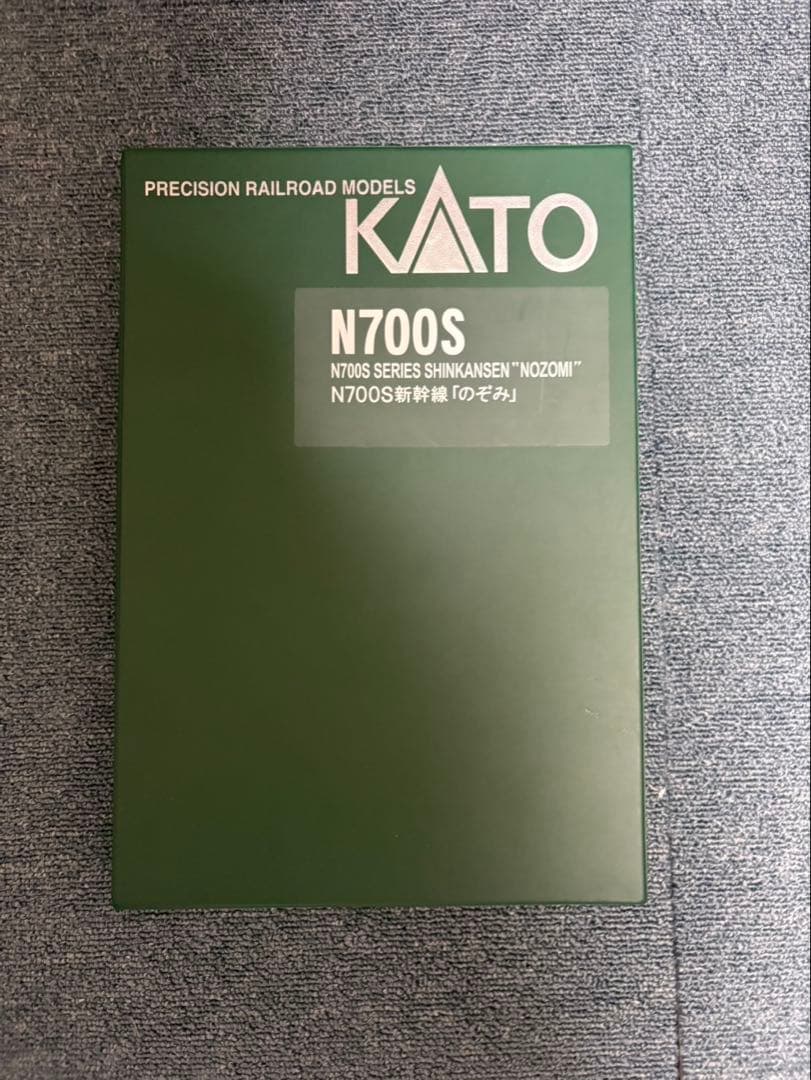 PRECISION RAILROAD MODELS
KATO
N700S
N700S SERIES SHINKANSEN "NOZOMI"
N700S新幹線「のぞみ」